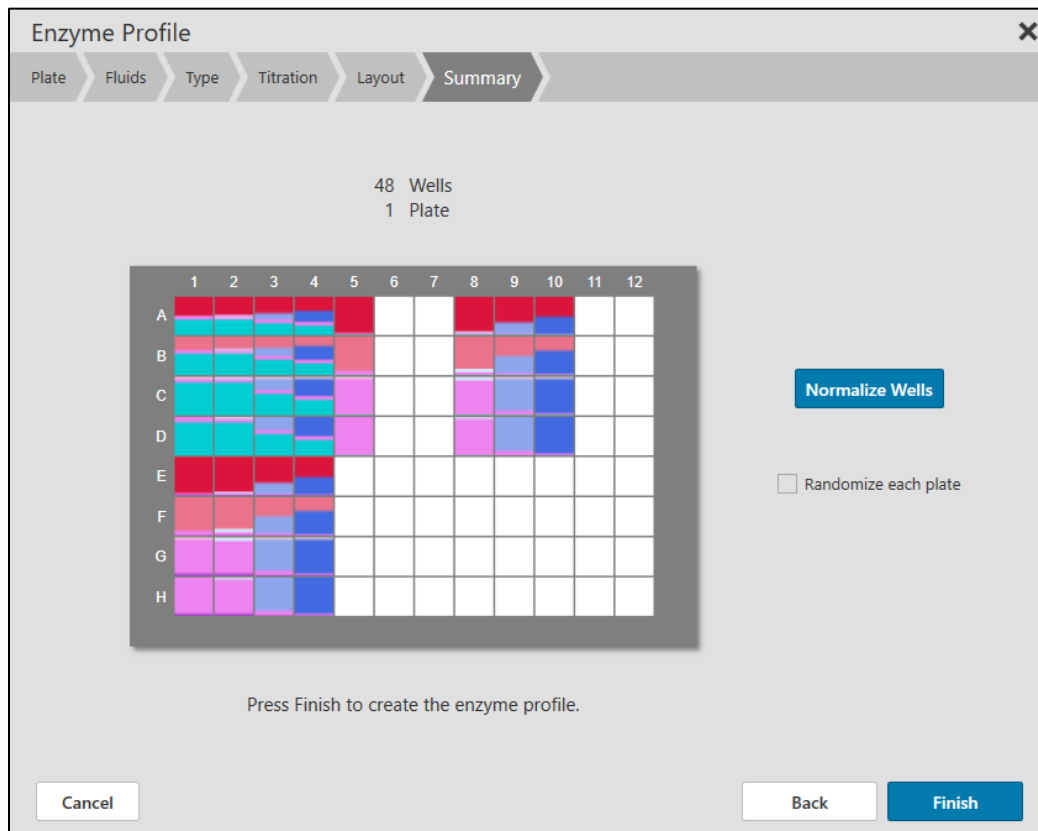 Enzyme Profile
Plate Fluids Type Titration Layout Summary
48 Wells
1 Plate
1 2 3 4 5 6 7 8 9 10 11 12
A
B
C
D
E
F
G
H
Normalize Wells
Randomize each plate
Press Finish to create the enzyme profile.
Cancel Back Finish